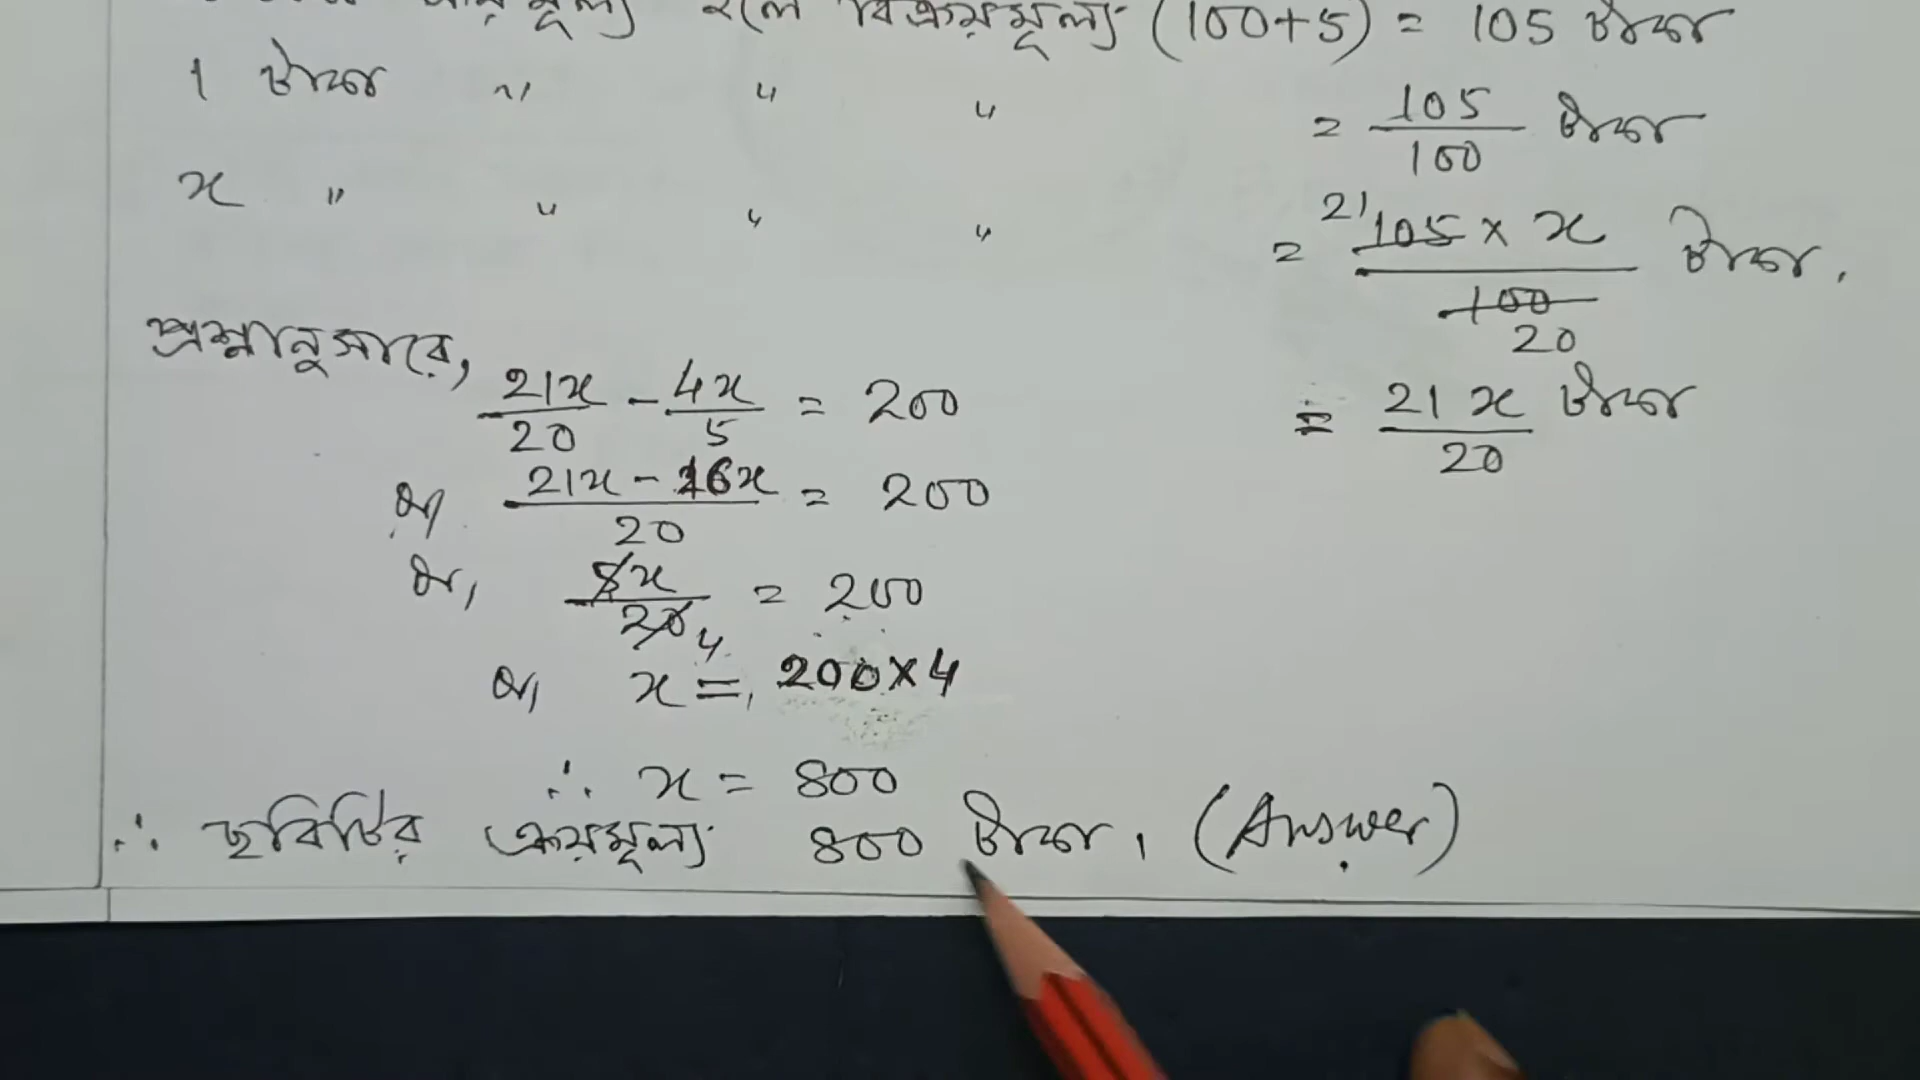 ক্রয়মূল্য হলে বিক্রয়মূল্য (100+5) = 105 টাকা
1 টাকা " " " = 105/100 টাকা
x " " " " = 21 105 × x / 100 20 টাকা।
= 21x/20 টাকা
প্রশ্নানুসারে,
21x/20 - 4x/5 = 200
বা, 21x - 16x / 20 = 200
বা, 5x/20 4 = 200
বা, x = 200×4
∴ x = 800
∴ ছবিটির ক্রয়মূল্য 800 টাকা। (Answer)